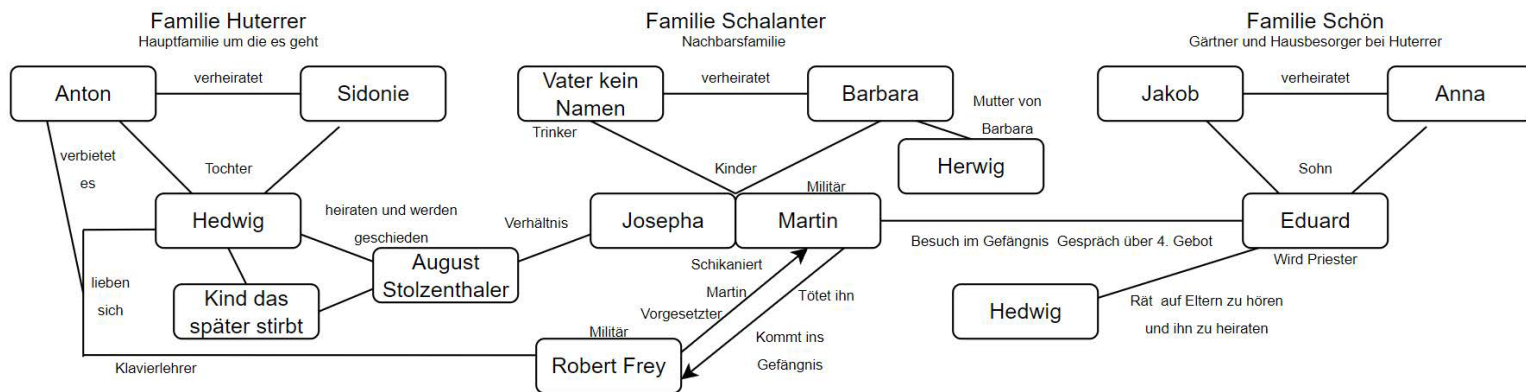 Familie Huterrer
Hauptfamilie um die es geht
Familie Schalanter
Nachbarsfamilie
Familie Schön
Gärtner und Hausbesorger bei Huterrer
Anton
verheiratet
Sidonie
Vater kein
Namen
verheiratet
Barbara
Jakob
verheiratet
Anna
Trinker
Mutter von
Barbara
Herwig
verbietet
es
Tochter
Kinder
Sohn
Hedwig
heiraten und werden
geschieden
Verhältnis
Josepha
Militär
Martin
Besuch im Gefängnis Gespräch über 4. Gebot
Eduard
Wird Priester
lieben
sich
Kind das
später stirbt
August
Stolzenthaler
Schikaniert
Martin
Vorgesetzter
Tötet ihn
Kommt ins
Gefängnis
Hedwig
Rät auf Eltern zu hören
und ihn zu heiraten
Militär
Robert Frey
Klavierlehrer